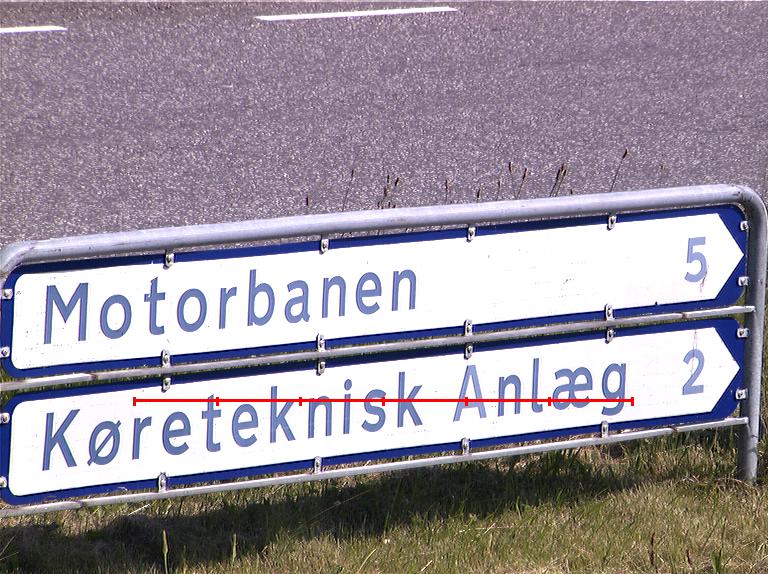 Motorbanen 5
Køreteknisk Anlæg 2